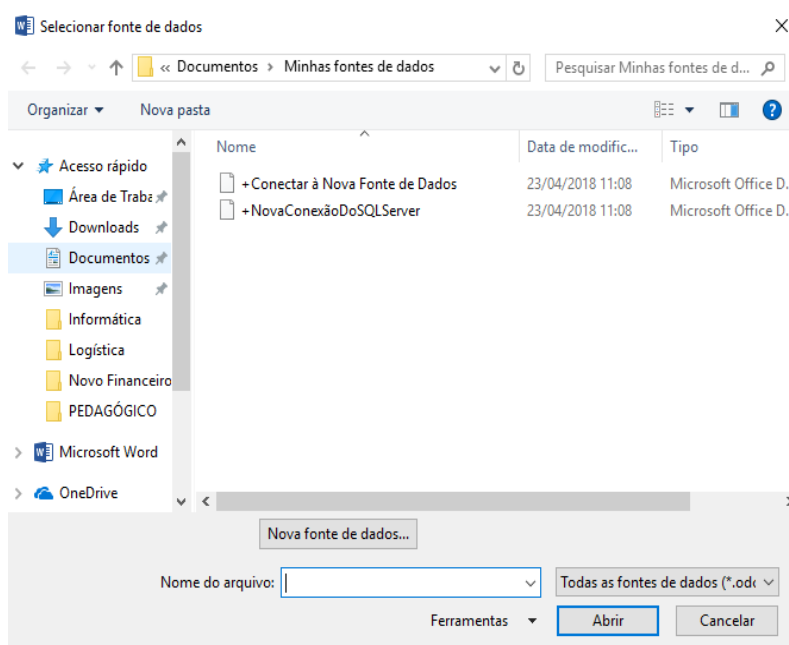 Selecionar fonte de dados
« Documentos > Minhas fontes de dados
Pesquisar Minhas fontes de d...
Organizar
Nova pasta
Nome
Data de modific...
Tipo
Acesso rápido
Área de Traba
Downloads
Documentos
Imagens
Informática
Logística
Novo Financeiro
PEDAGÓGICO
Microsoft Word
OneDrive
+Conectar à Nova Fonte de Dados 23/04/2018 11:08 Microsoft Office D.
+NovaConexãoDoSQLServer 23/04/2018 11:08 Microsoft Office D.
Nova fonte de dados...
Nome do arquivo:
Todas as fontes de dados (*.odc
Ferramentas
Abrir
Cancelar